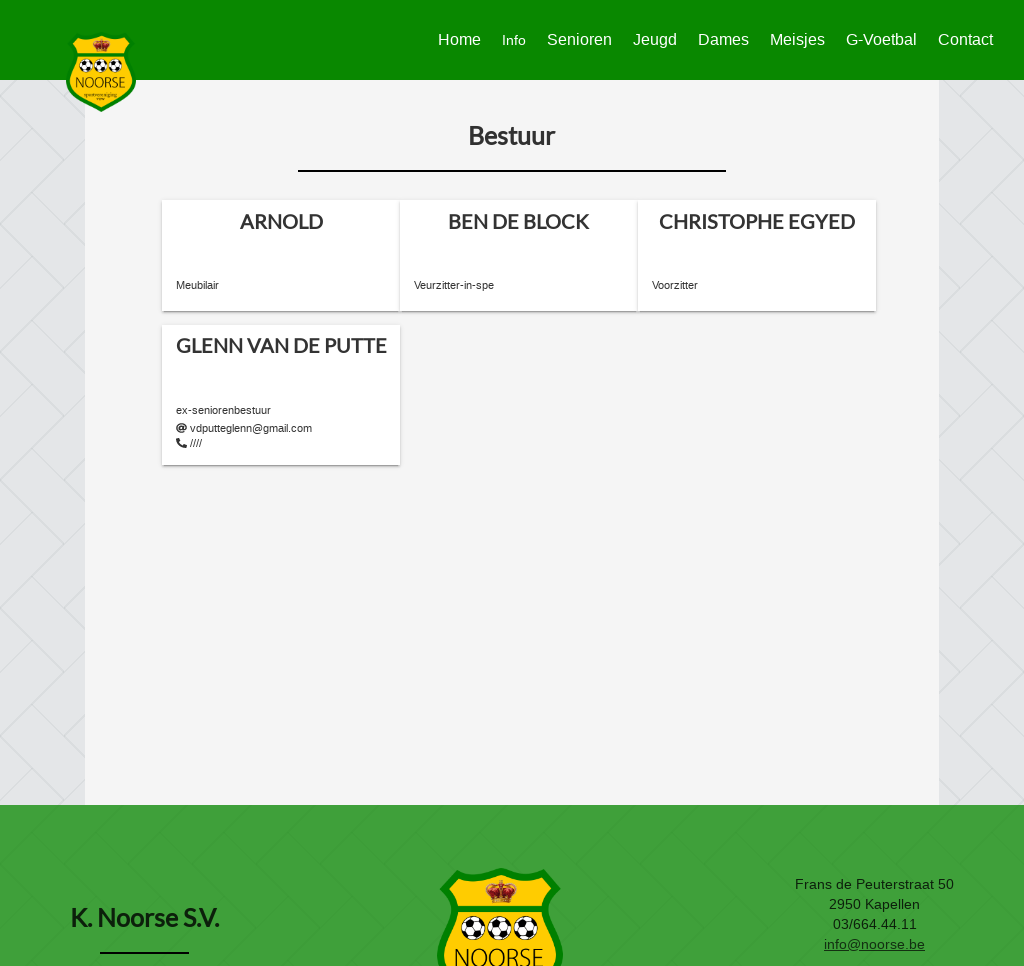 Home Info Senioren Jeugd Dames Meisjes G-Voetbal Contact
NOORSE
sportvereniging
vzw
Bestuur
ARNOLD
Meubilair
BEN DE BLOCK
Veurzitter-in-spe
CHRISTOPHE EGYED
Voorzitter
GLENN VAN DE PUTTE
ex-seniorenbestuur
@ vdputteglenn@gmail.com
////
K. Noorse S.V.
NOORSE
Frans de Peuterstraat 50
2950 Kapellen
03/664.44.11
info@noorse.be